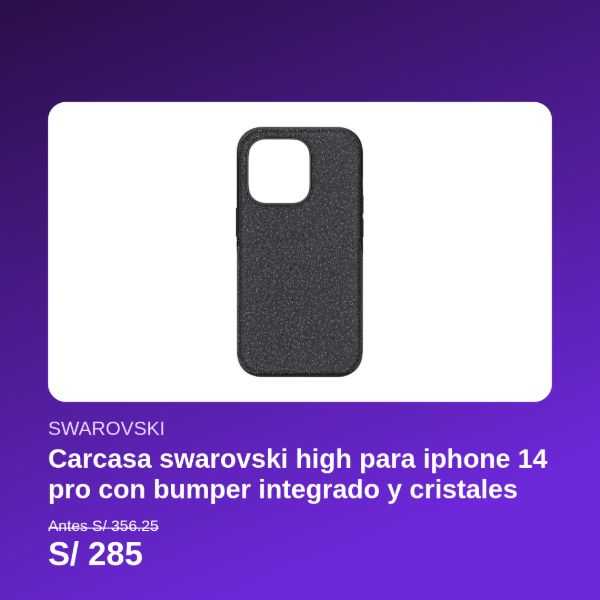 SWAROVSKI
Carcasa swarovski high para iphone 14
pro con bumper integrado y cristales
Antes S/ 356.25
S/ 285